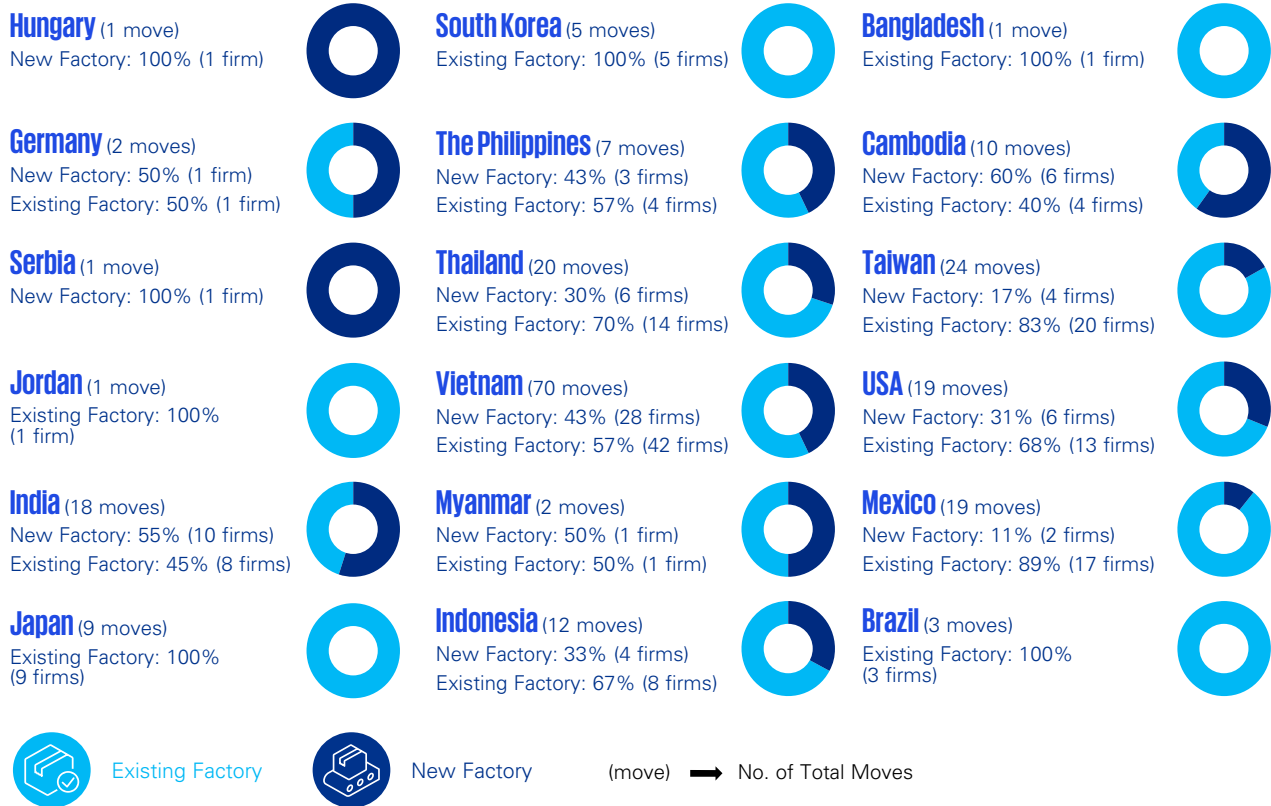 Hungary (1 move)
New Factory: 100% (1 firm)
Germany (2 moves)
New Factory: 50% (1 firm)
Existing Factory: 50% (1 firm)
Serbia (1 move)
New Factory: 100% (1 firm)
Jordan (1 move)
Existing Factory: 100%
(1 firm)
India (18 moves)
New Factory: 55% (10 firms)
Existing Factory: 45% (8 firms)
Japan (9 moves)
Existing Factory: 100%
(9 firms)
South Korea (5 moves)
Existing Factory: 100% (5 firms)
The Philippines (7 moves)
New Factory: 43% (3 firms)
Existing Factory: 57% (4 firms)
Thailand (20 moves)
New Factory: 30% (6 firms)
Existing Factory: 70% (14 firms)
Vietnam (70 moves)
New Factory: 43% (28 firms)
Existing Factory: 57% (42 firms)
Myanmar (2 moves)
New Factory: 50% (1 firm)
Existing Factory: 50% (1 firm)
Indonesia (12 moves)
New Factory: 33% (4 firms)
Existing Factory: 67% (8 firms)
Bangladesh (1 move)
Existing Factory: 100% (1 firm)
Cambodia (10 moves)
New Factory: 60% (6 firms)
Existing Factory: 40% (4 firms)
Taiwan (24 moves)
New Factory: 17% (4 firms)
Existing Factory: 83% (20 firms)
USA (19 moves)
New Factory: 31% (6 firms)
Existing Factory: 68% (13 firms)
Mexico (19 moves)
New Factory: 11% (2 firms)
Existing Factory: 89% (17 firms)
Brazil (3 moves)
Existing Factory: 100%
(3 firms)
Existing Factory
New Factory
(move) → No. of Total Moves